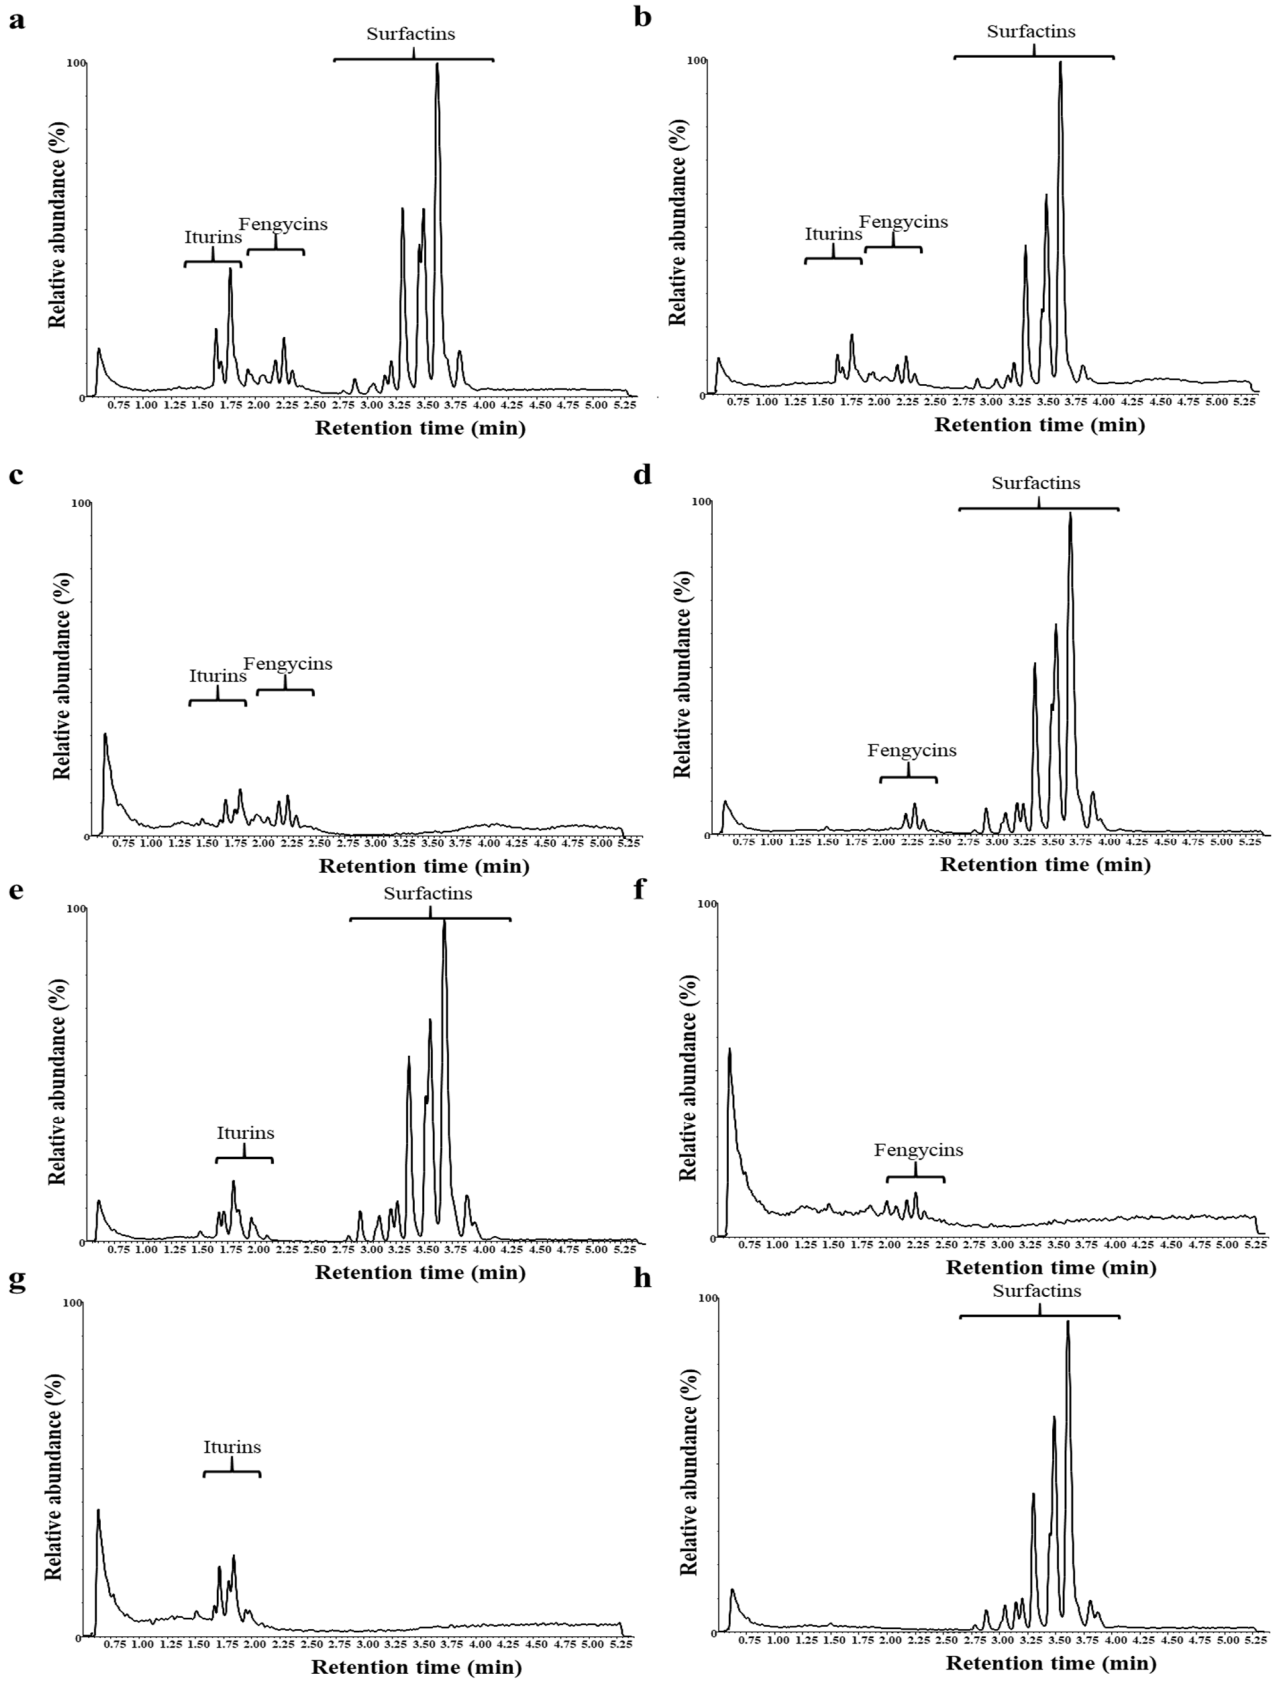 a
Surfactins
100
Relative abundance (%)
Iturins
Fengycins
0
0.75 1.00 1.25 1.50 1.75 2.00 2.25 2.50 2.75 3.00 3.25 3.50 3.75 4.00 4.25 4.50 4.75 5.00 5.25
Retention time (min)
b
Surfactins
100
Relative abundance (%)
Iturins
Fengycins
0
0.75 1.00 1.25 1.50 1.75 2.00 2.25 2.50 2.75 3.00 3.25 3.50 3.75 4.00 4.25 4.50 4.75 5.00 5.25
Retention time (min)
c
100
Relative abundance (%)
Iturins
Fengycins
0
0.75 1.00 1.25 1.50 1.75 2.00 2.25 2.50 2.75 3.00 3.25 3.50 3.75 4.00 4.25 4.50 4.75 5.00 5.25
Retention time (min)
d
Surfactins
100
Relative abundance (%)
Fengycins
0
0.75 1.00 1.25 1.50 1.75 2.00 2.25 2.50 2.75 3.00 3.25 3.50 3.75 4.00 4.25 4.50 4.75 5.00 5.25
Retention time (min)
e
Surfactins
100
Relative abundance (%)
Iturins
0
0.75 1.00 1.25 1.50 1.75 2.00 2.25 2.50 2.75 3.00 3.25 3.50 3.75 4.00 4.25 4.50 4.75 5.00 5.25
Retention time (min)
f
100
Relative abundance (%)
Fengycins
0
0.75 1.00 1.25 1.50 1.75 2.00 2.25 2.50 2.75 3.00 3.25 3.50 3.75 4.00 4.25 4.50 4.75 5.00 5.25
Retention time (min)
g
100
Relative abundance (%)
Iturins
0
0.75 1.00 1.25 1.50 1.75 2.00 2.25 2.50 2.75 3.00 3.25 3.50 3.75 4.00 4.25 4.50 4.75 5.00 5.25
Retention time (min)
h
Surfactins
100
Relative abundance (%)
0
0.75 1.00 1.25 1.50 1.75 2.00 2.25 2.50 2.75 3.00 3.25 3.50 3.75 4.00 4.25 4.50 4.75 5.00 5.25
Retention time (min)